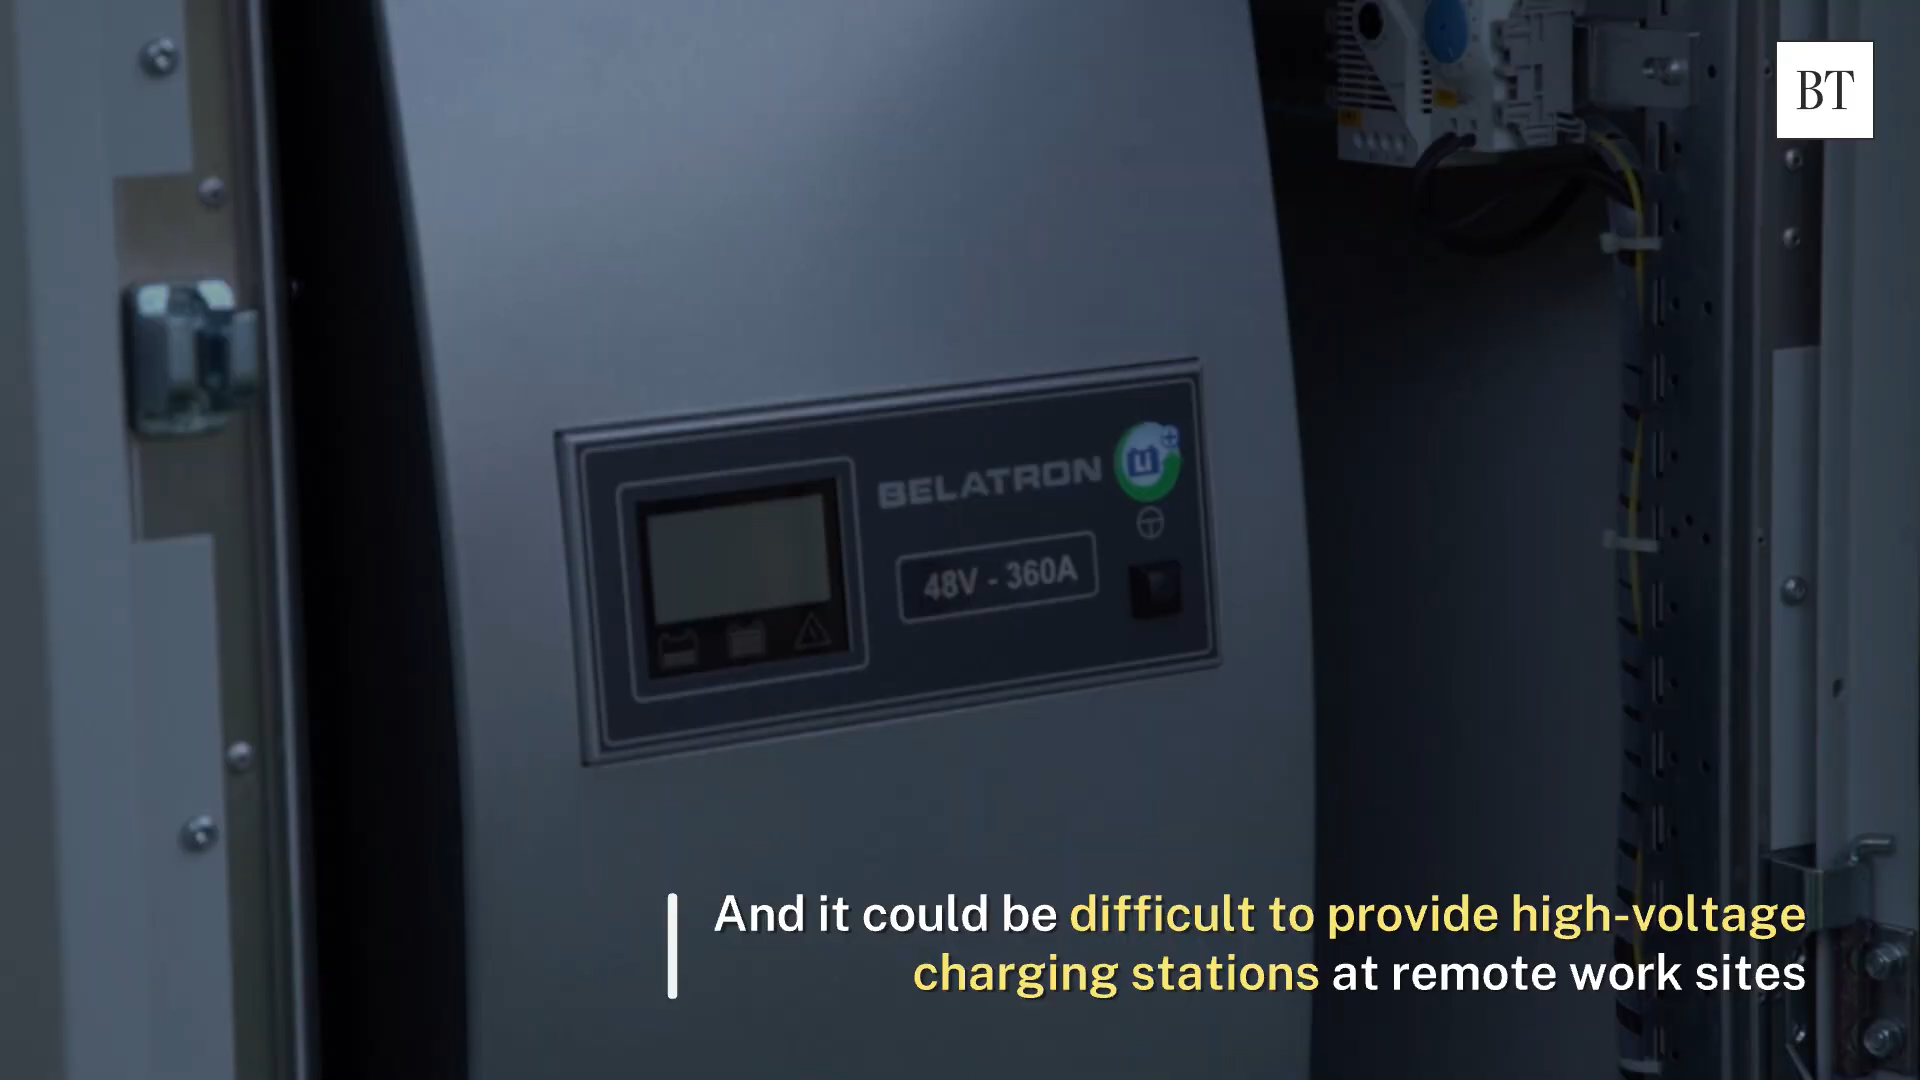 BT
BELATRON
Li
48V - 360A
And it could be difficult to provide high-voltage
charging stations at remote work sites